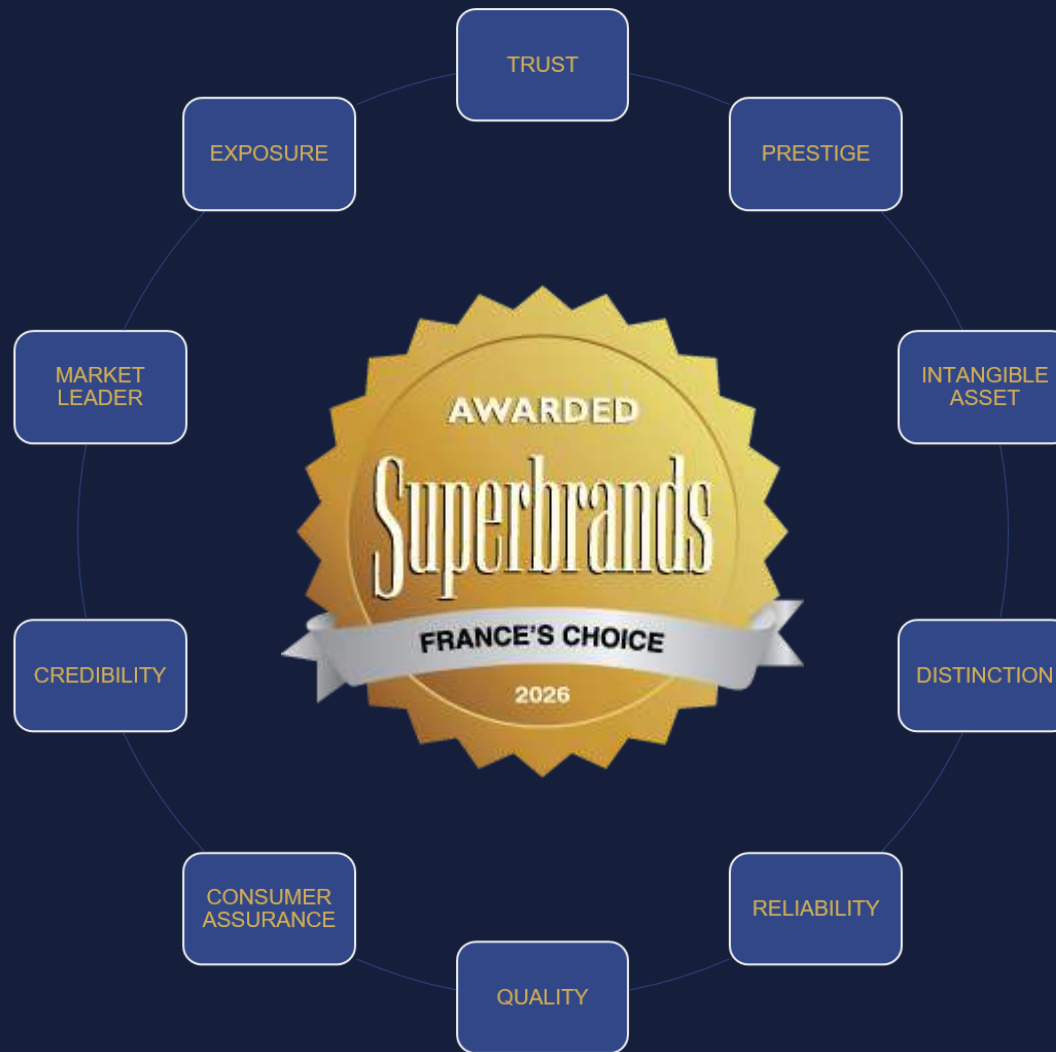 TRUST
EXPOSURE
PRESTIGE
MARKET
LEADER
INTANGIBLE
ASSET
AWARDED
Superbrands
FRANCE'S CHOICE
2026
CREDIBILITY
DISTINCTION
CONSUMER
ASSURANCE
RELIABILITY
QUALITY